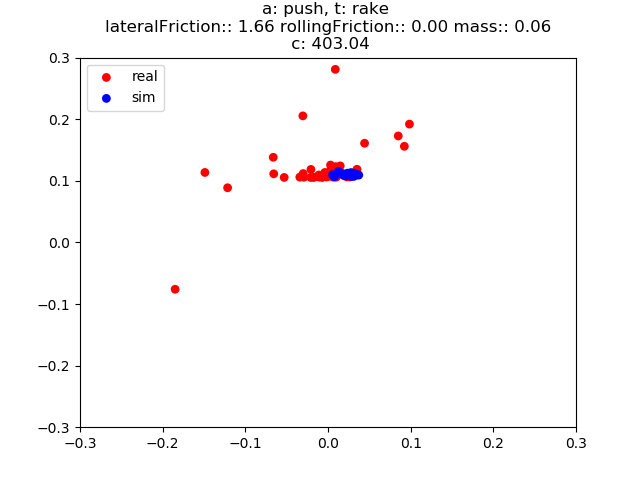 a: push, t: rake
lateralFriction:: 1.66 rollingFriction:: 0.00 mass:: 0.06
c: 403.04
real
sim
0.3
0.2
0.1
0.0
−0.1
−0.2
−0.3
−0.3
−0.2
−0.1
0.0
0.1
0.2
0.3